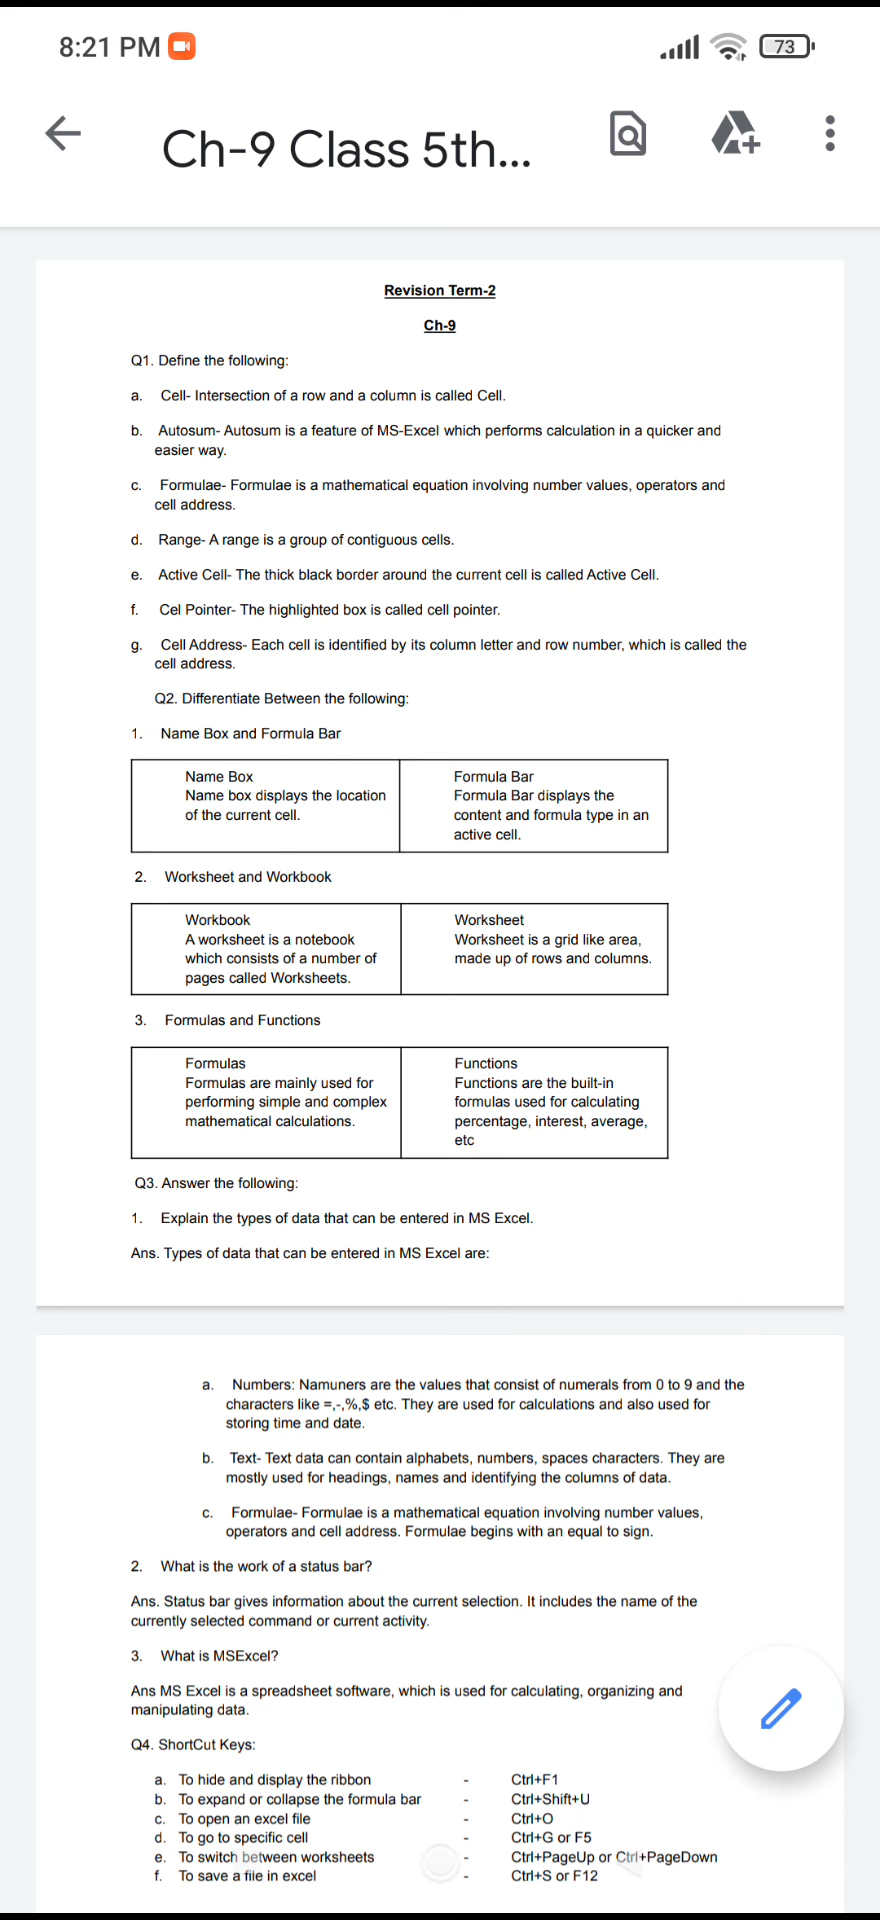 8:21 PM
73
Ch-9 Class 5th...
Revision Term-2
Ch-9
Q1. Define the following:
a. Cell- Intersection of a row and a column is called Cell.
b. Autosum- Autosum is a feature of MS-Excel which performs calculation in a quicker and
easier way.
c. Formulae- Formulae is a mathematical equation involving number values, operators and
cell address.
d. Range- A range is a group of contiguous cells.
e. Active Cell- The thick black border around the current cell is called Active Cell.
f. Cel Pointer- The highlighted box is called cell pointer.
g. Cell Address- Each cell is identified by its column letter and row number, which is called the
cell address.
Q2. Differentiate Between the following:
1. Name Box and Formula Bar
Name Box
Name box displays the location
of the current cell.
Formula Bar
Formula Bar displays the
content and formula type in an
active cell.
2. Worksheet and Workbook
Workbook
A worksheet is a notebook
which consists of a number of
pages called Worksheets.
Worksheet
Worksheet is a grid like area,
made up of rows and columns.
3. Formulas and Functions
Formulas
Formulas are mainly used for
performing simple and complex
mathematical calculations.
Functions
Functions are the built-in
formulas used for calculating
percentage, interest, average,
etc
Q3. Answer the following:
1. Explain the types of data that can be entered in MS Excel.
Ans. Types of data that can be entered in MS Excel are:
a. Numbers: Namuners are the values that consist of numerals from 0 to 9 and the
characters like =,-,%,$ etc. They are used for calculations and also used for
storing time and date.
b. Text- Text data can contain alphabets, numbers, spaces characters. They are
mostly used for headings, names and identifying the columns of data.
c. Formulae- Formulae is a mathematical equation involving number values,
operators and cell address. Formulae begins with an equal to sign.
2. What is the work of a status bar?
Ans. Status bar gives information about the current selection. It includes the name of the
currently selected command or current activity.
3. What is MSExcel?
Ans MS Excel is a spreadsheet software, which is used for calculating, organizing and
manipulating data.
Q4. ShortCut Keys:
a. To hide and display the ribbon - Ctrl+F1
b. To expand or collapse the formula bar - Ctrl+Shift+U
c. To open an excel file - Ctrl+O
d. To go to specific cell - Ctrl+G or F5
e. To switch between worksheets - Ctrl+PageUp or Ctrl+PageDown
f. To save a file in excel - Ctrl+S or F12